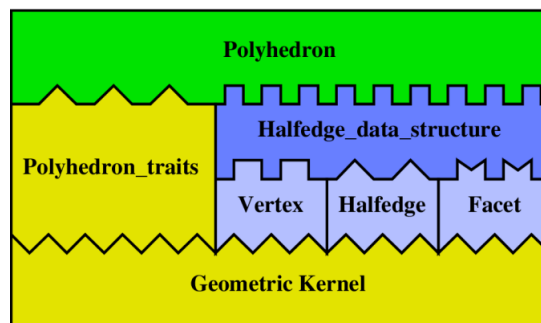 Polyhedron
Halfedge_data_structure
Polyhedron_traits
Vertex
Halfedge
Facet
Geometric Kernel